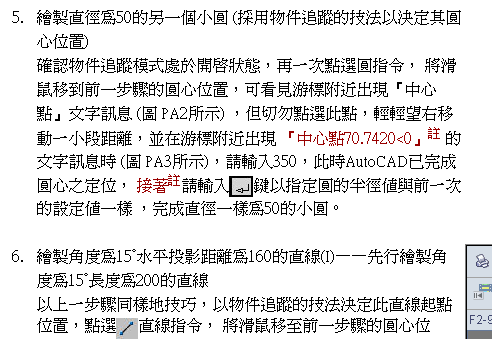 5. 繪製直徑為50的另一個小圓 (採用物件追蹤的技法以決定其圓
心位置)
確認物件追蹤模式處於開啓狀態，再一次點選圓指令， 將滑
鼠移到前一步驟的圓心位置，可看見游標附近出現『中心
點』文字訊息 (圖 PA2所示) ，但切勿點選此點，輕輕望右移
動一小段距離，並在游標附近出現 『中心點70.7420<0』註 的
文字訊息時 (圖 PA3所示)，請輸入350，此時AutoCAD已完成
圓心之定位， 接著註請輸入 鍵以指定圓的半徑値與前一次
的設定値一樣 ，完成直徑一樣為50的小圓。
6. 繪製角度為15°水平投影距離為160的直線(I)——先行繪製角
度為15°長度為200的直線
以上一步驟同樣地技巧，以物件追蹤的技法決定此直線起點
位置，點選 直線指令， 將滑鼠移至前一步驟的圓心位
F2-9